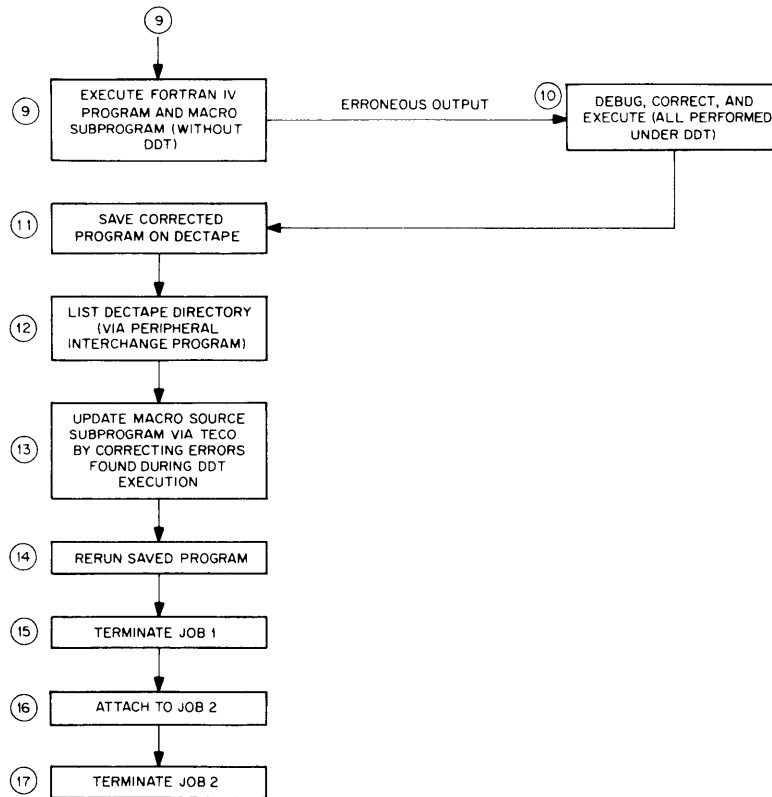 9
9
EXECUTE FORTRAN IV
PROGRAM AND MACRO
SUBPROGRAM (WITHOUT
DDT)
ERRONEOUS OUTPUT
10
DEBUG, CORRECT, AND
EXECUTE (ALL PERFORMED
UNDER DDT)
11
SAVE CORRECTED
PROGRAM ON DECTAPE
12
LIST DECTAPE DIRECTORY
(VIA PERIPHERAL
INTERCHANGE PROGRAM)
13
UPDATE MACRO SOURCE
SUBPROGRAM VIA TECO
BY CORRECTING ERRORS
FOUND DURING DDT
EXECUTION
14
RERUN SAVED PROGRAM
15
TERMINATE JOB 1
16
ATTACH TO JOB 2
17
TERMINATE JOB 2